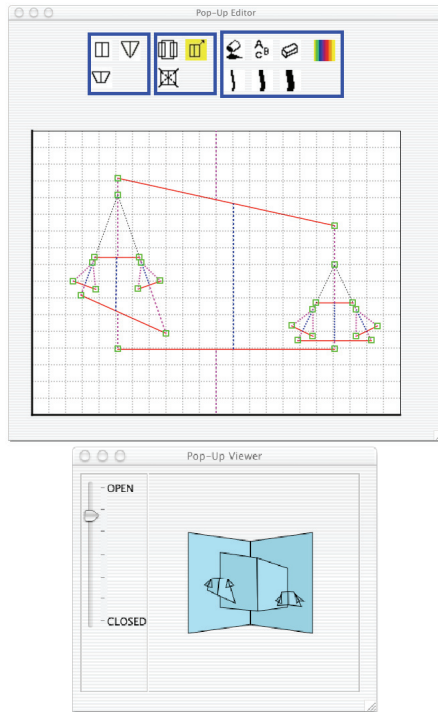 Pop-Up Editor
A
C B
Pop-Up Viewer
OPEN
CLOSED